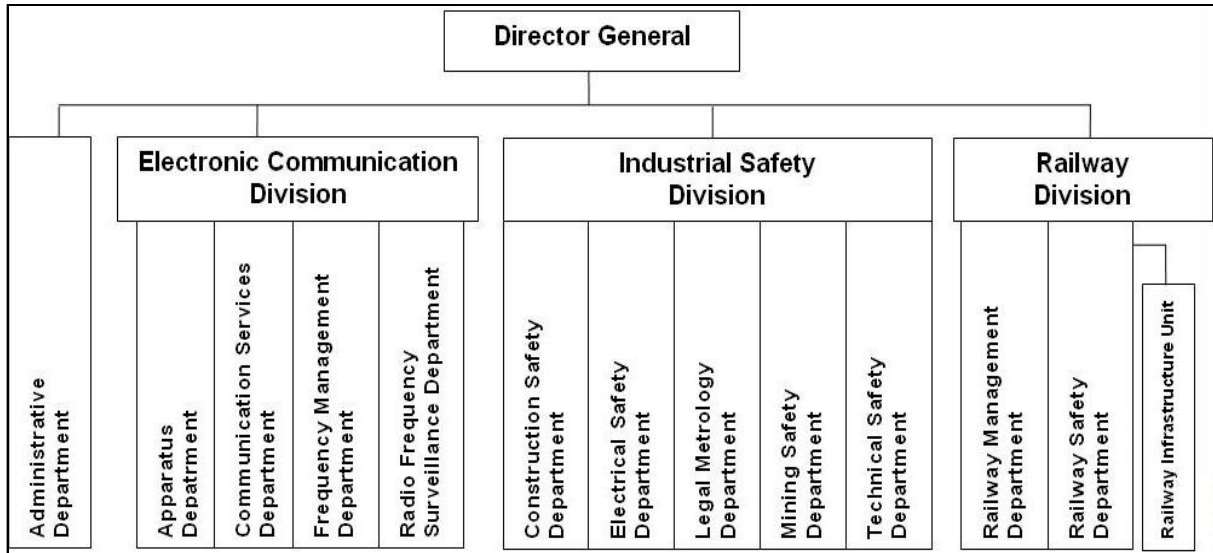 Director General
Electronic Communication
Division
Industrial Safety
Division
Railway
Division
Administrative
Department
Apparatus
Depatrment
Communication Services
Department
Frequency Management
Department
Radio Frequency
Surveillance Department
Construction Safety
Department
Electrical Safety
Department
Legal Metrology
Department
Mining Safety
Department
Technical Safety
Department
Railway Management
Department
Railway Safety
Department
Railway Infrastructure Unit